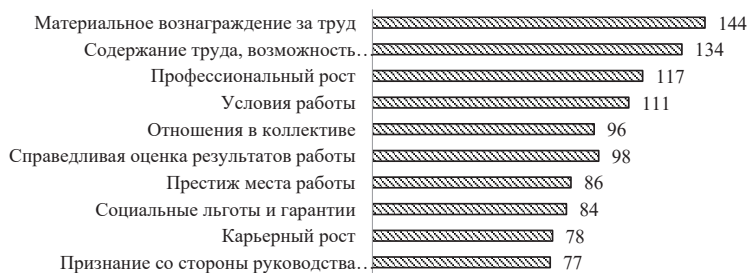 Материальное вознаграждение за труд 144
Содержание труда, возможность… 134
Профессиональный рост 117
Условия работы 111
Отношения в коллективе 96
Справедливая оценка результатов работы 98
Престиж места работы 86
Социальные льготы и гарантии 84
Карьерный рост 78
Признание со стороны руководства… 77